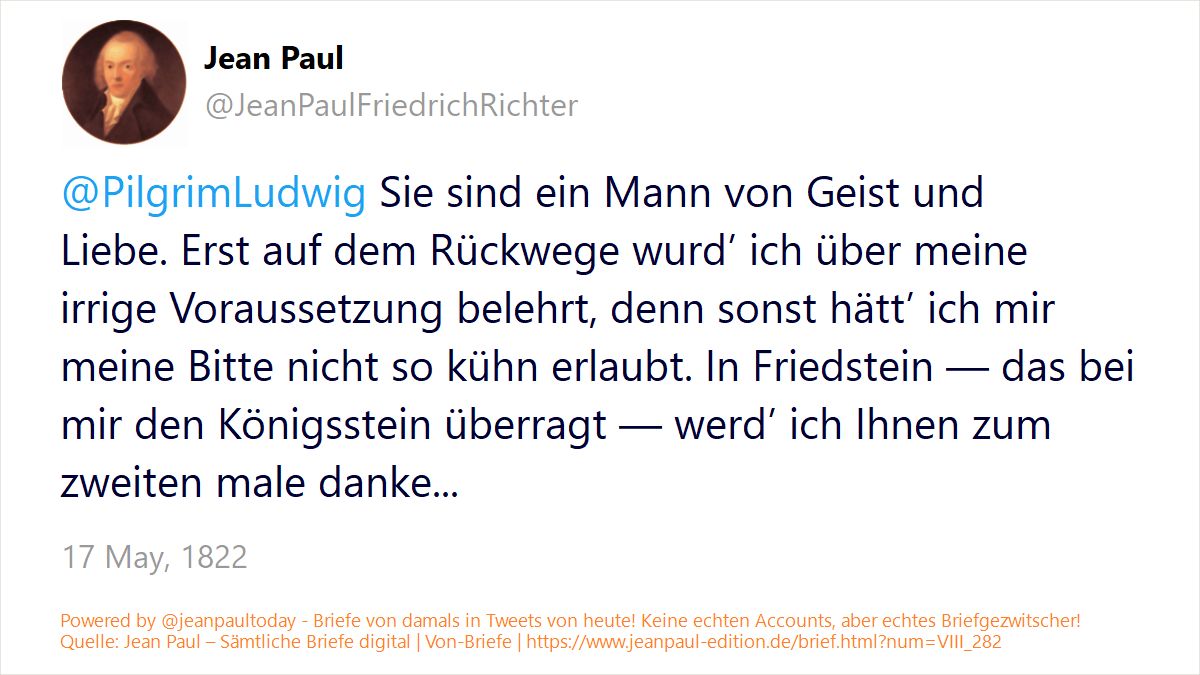 Jean Paul
@JeanPaulFriedrichRichter
@PilgrimLudwig Sie sind ein Mann von Geist und
Liebe. Erst auf dem Rückwege wurd’ ich über meine
irrige Voraussetzung belehrt, denn sonst hätt’ ich mir
meine Bitte nicht so kühn erlaubt. In Friedstein — das bei
mir den Königsstein überragt — werd’ ich Ihnen zum
zweiten male danke...
17 May, 1822
Powered by @jeanpaultoday - Briefe von damals in Tweets von heute! Keine echten Accounts, aber echtes Briefgezwitscher!
Quelle: Jean Paul – Sämtliche Briefe digital | Von-Briefe | https://www.jeanpaul-edition.de/brief.html?num=VIII_282